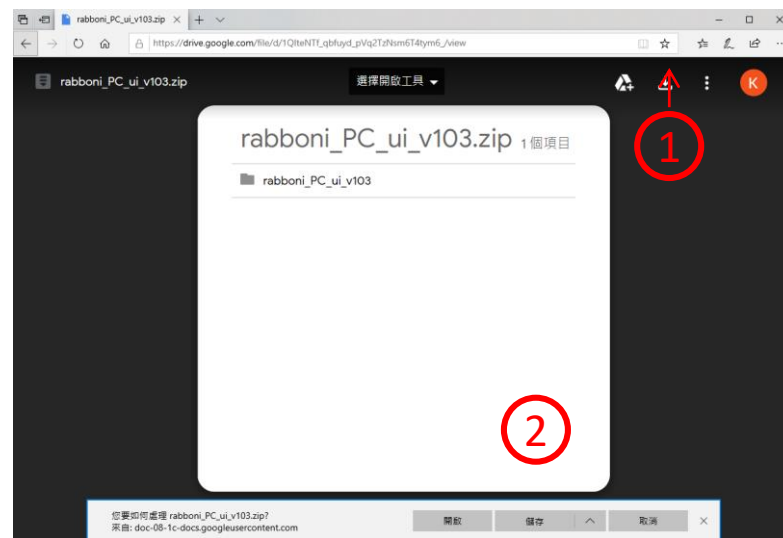 rabboni_PC_ui_v103.zip
https://drive.google.com/file/d/1QIteNTf_qbfuyd_pVq2TzNsm6T4tym6_/view
rabboni_PC_ui_v103.zip
選擇開啟工具
K
1
rabboni_PC_ui_v103.zip 1 個項目
rabboni_PC_ui_v103
2
您要如何處理 rabboni_PC_ui_v103.zip?
來自: doc-08-1c-docs.googleusercontent.com
開啟
儲存
取消